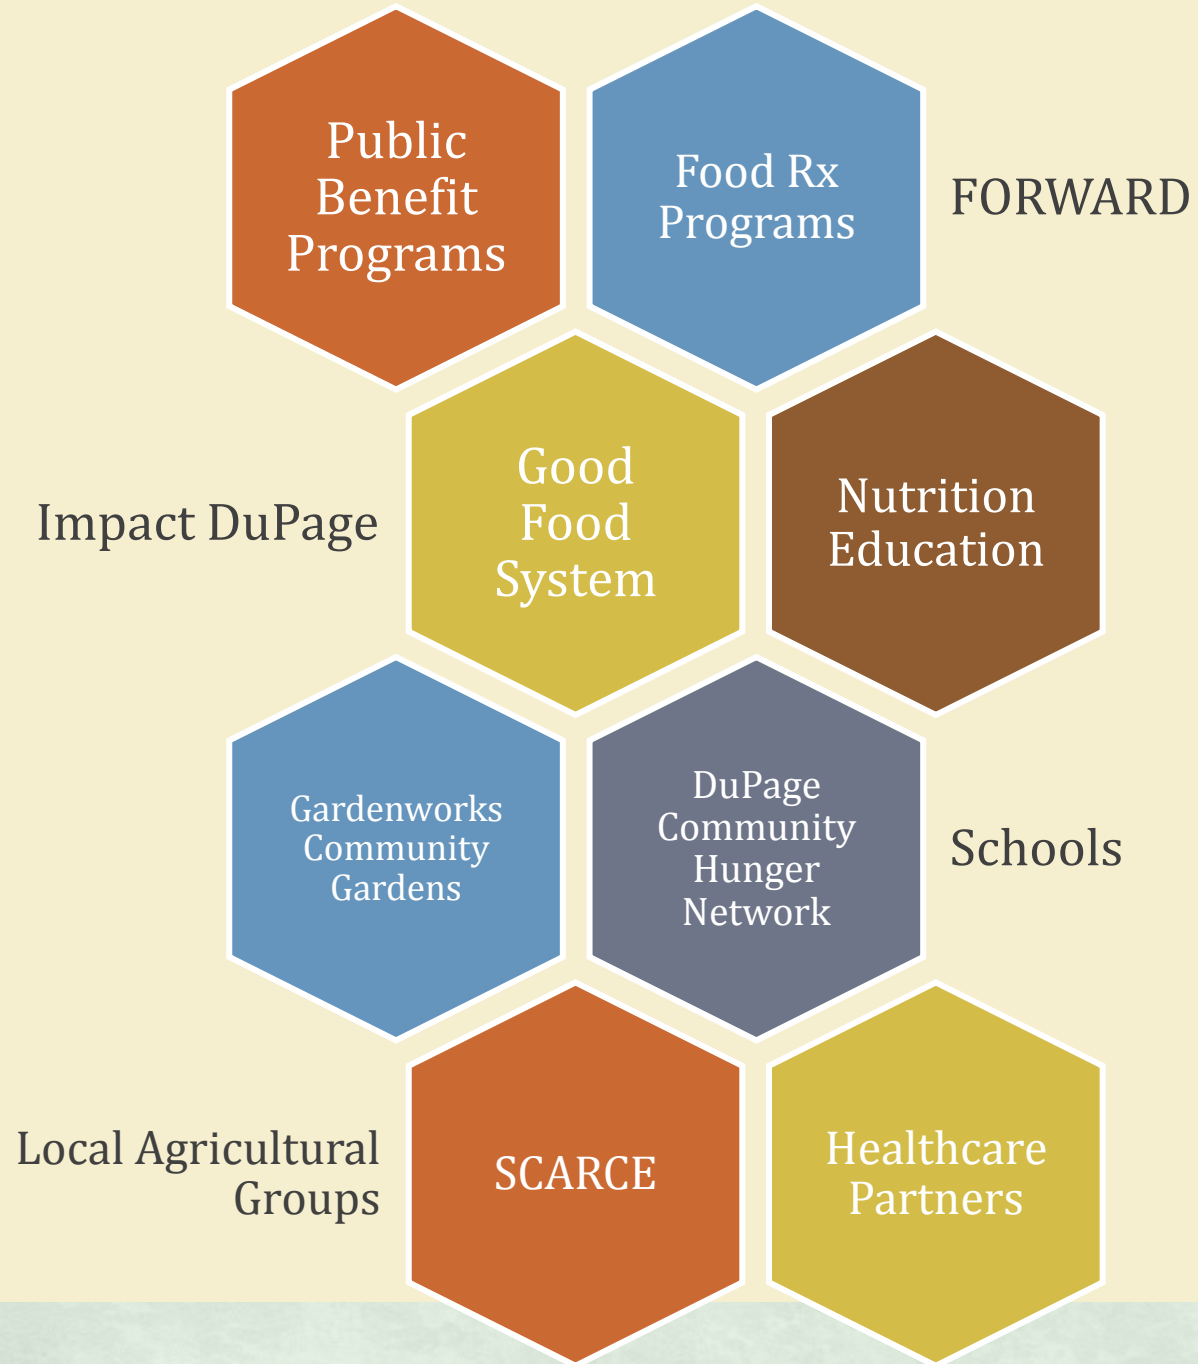 Public
Benefit
Programs
Food Rx
Programs
FORWARD
Impact DuPage
Good
Food
System
Nutrition
Education
Gardenworks
Community
Gardens
DuPage
Community
Hunger
Network
Schools
Local Agricultural
Groups
SCARCE
Healthcare
Partners